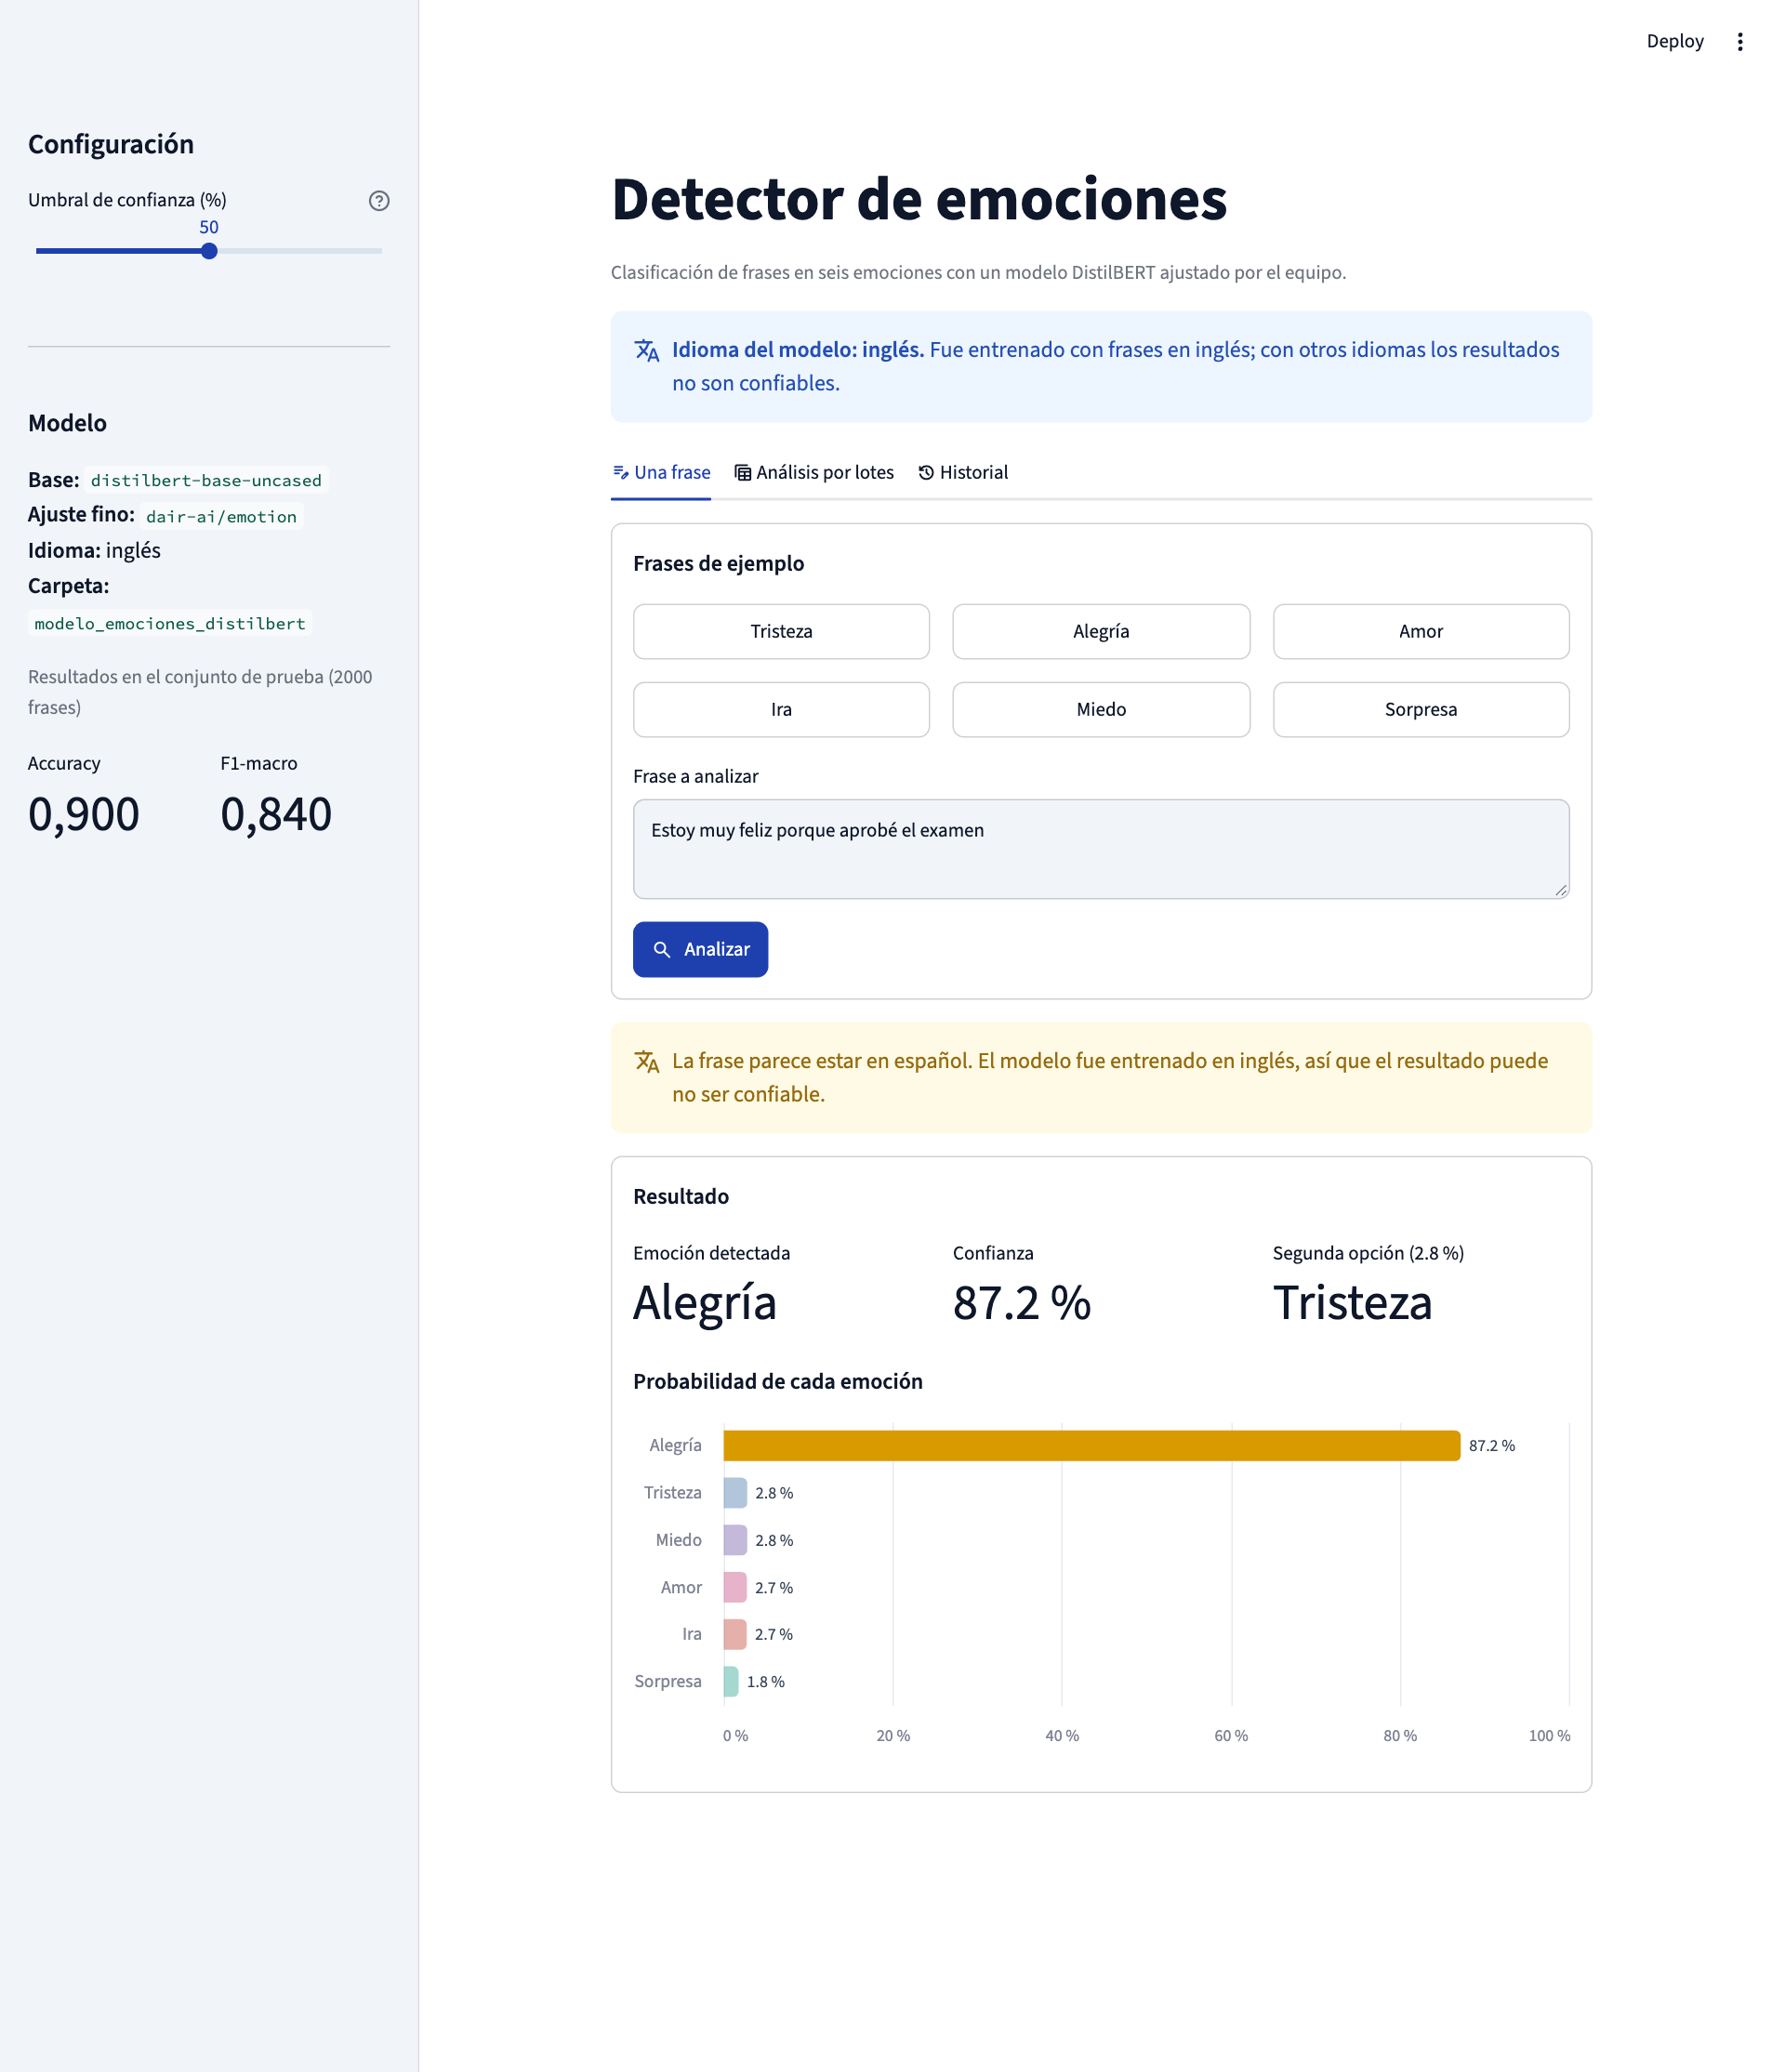 Deploy
Configuración
Umbral de confianza (%)
50
Modelo
Base: distilbert-base-uncased
Ajuste fino: dair-ai/emotion
Idioma: inglés
Carpeta:
modelo_emociones_distilbert
Resultados en el conjunto de prueba (2000
frases)
Accuracy F1-macro
0,900 0,840
Detector de emociones
Clasificación de frases en seis emociones con un modelo DistilBERT ajustado por el equipo.
Idioma del modelo: inglés. Fue entrenado con frases en inglés; con otros idiomas los resultados
no son confiables.
Una frase Análisis por lotes Historial
Frases de ejemplo
Tristeza Alegría Amor
Ira Miedo Sorpresa
Frase a analizar
Estoy muy feliz porque aprobé el examen
Analizar
La frase parece estar en español. El modelo fue entrenado en inglés, así que el resultado puede
no ser confiable.
Resultado
Emoción detectada Confianza Segunda opción (2.8 %)
Alegría 87.2 % Tristeza
Probabilidad de cada emoción
Alegría 87.2 %
Tristeza 2.8 %
Miedo 2.8 %
Amor 2.7 %
Ira 2.7 %
Sorpresa 1.8 %
0 % 20 % 40 % 60 % 80 % 100 %